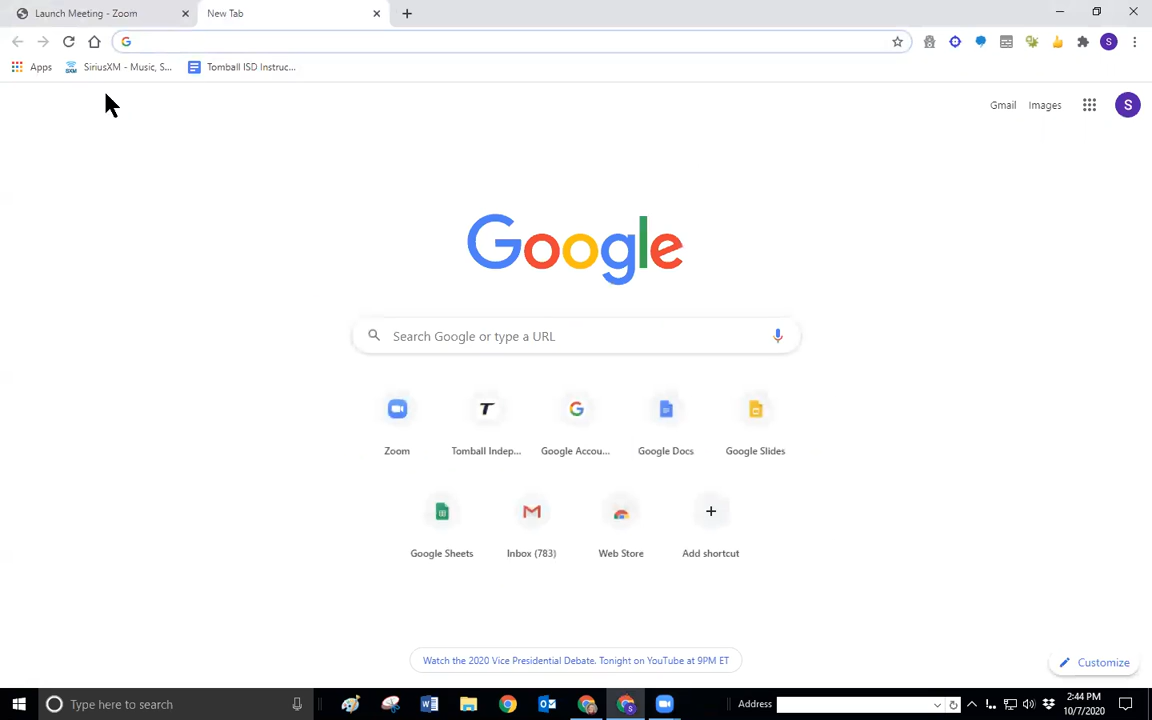 Launch Meeting - Zoom
New Tab
Apps
SiriusXM - Music, S...
Tomball ISD Instruc...
S
Gmail
Images
S
Google
Search Google or type a URL
Zoom
Tomball Indep...
Google Accou...
Google Docs
Google Slides
Google Sheets
Inbox (783)
Web Store
Add shortcut
Watch the 2020 Vice Presidential Debate. Tonight on YouTube at 9PM ET
Customize
Type here to search
Address
2:44 PM
10/7/2020